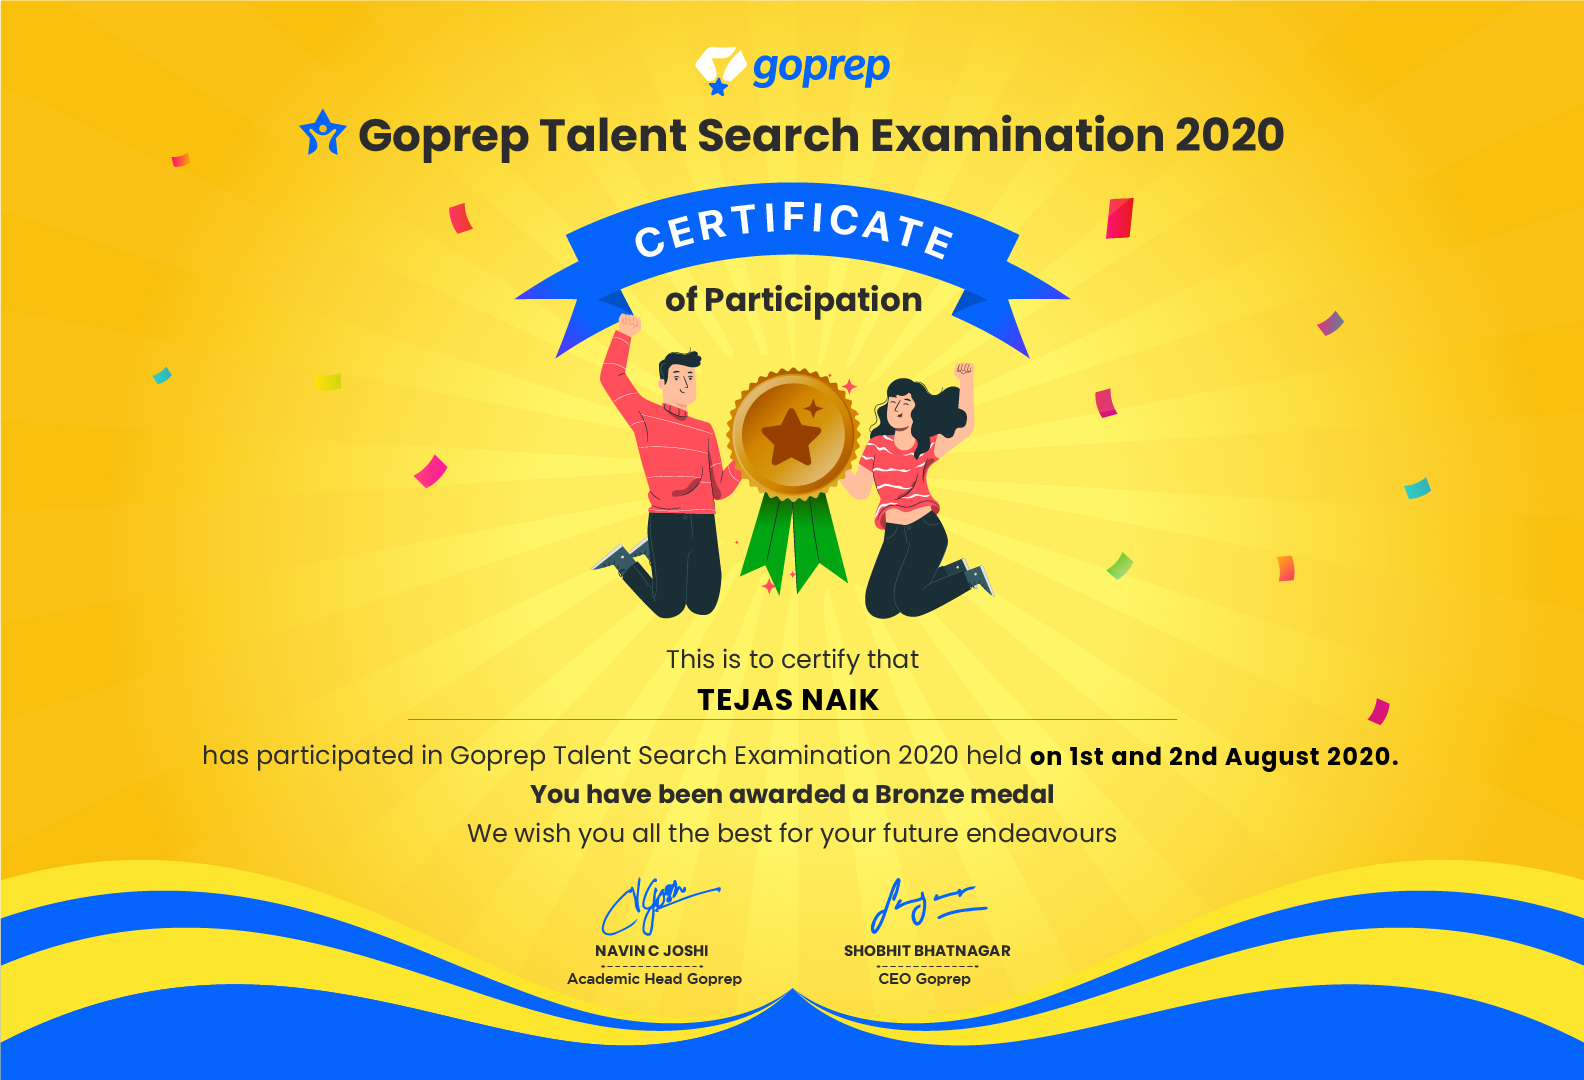 goprep
Goprep Talent Search Examination 2020
CERTIFICATE
of Participation
This is to certify that
TEJAS NAIK
has participated in Goprep Talent Search Examination 2020 held on 1st and 2nd August 2020.
You have been awarded a Bronze medal
We wish you all the best for your future endeavours
NAVIN C JOSHI
Academic Head Goprep
SHOBHIT BHATNAGAR
CEO Goprep